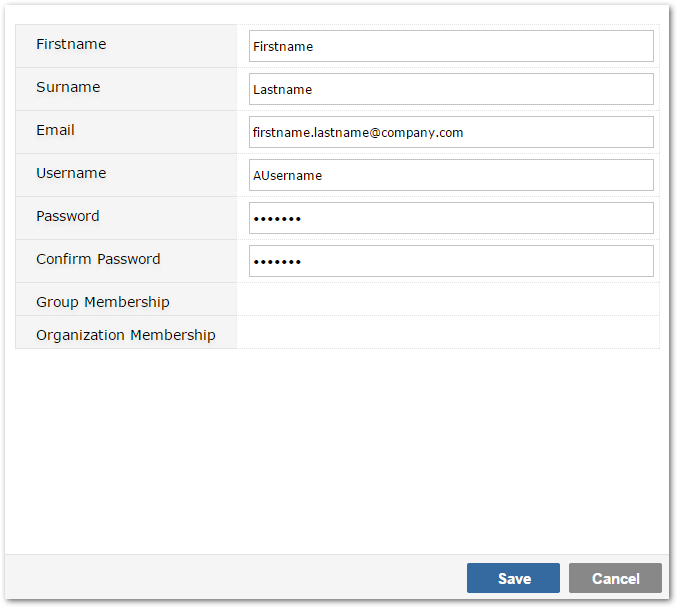 Firstname Firstname
Surname Lastname
Email firstname.lastname@company.com
Username AUsername
Password •••••••
Confirm Password •••••••
Group Membership
Organization Membership
Save Cancel